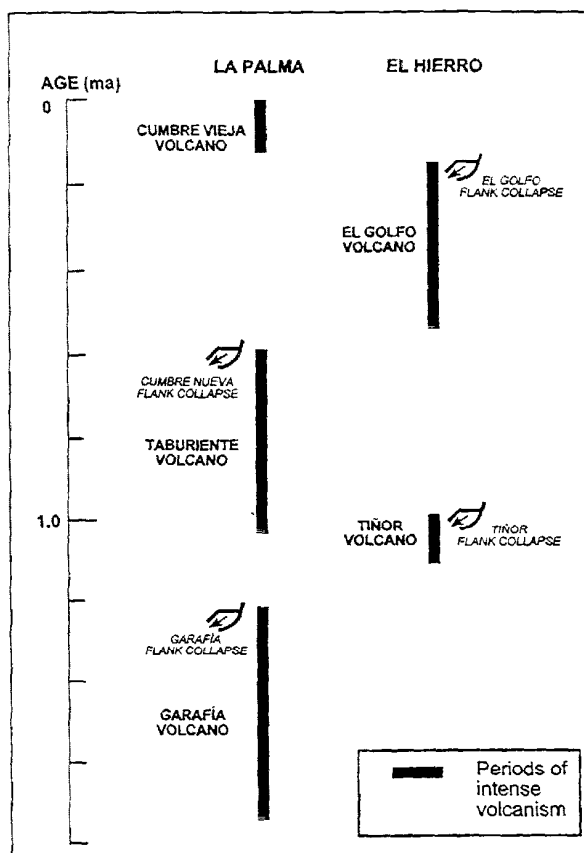 LA PALMA
EL HIERRO
AGE (ma)
0
CUMBRE VIEJA
VOLCANO
EL GOLFO
FLANK COLLAPSE
EL GOLFO
VOLCANO
CUMBRE NUEVA
FLANK COLLAPSE
TABURIENTE
VOLCANO
1.0
TIÑOR
VOLCANO
TIÑOR
FLANK COLLAPSE
GARAFÍA
FLANK COLLAPSE
GARAFÍA
VOLCANO
Periods of
intense
volcanism